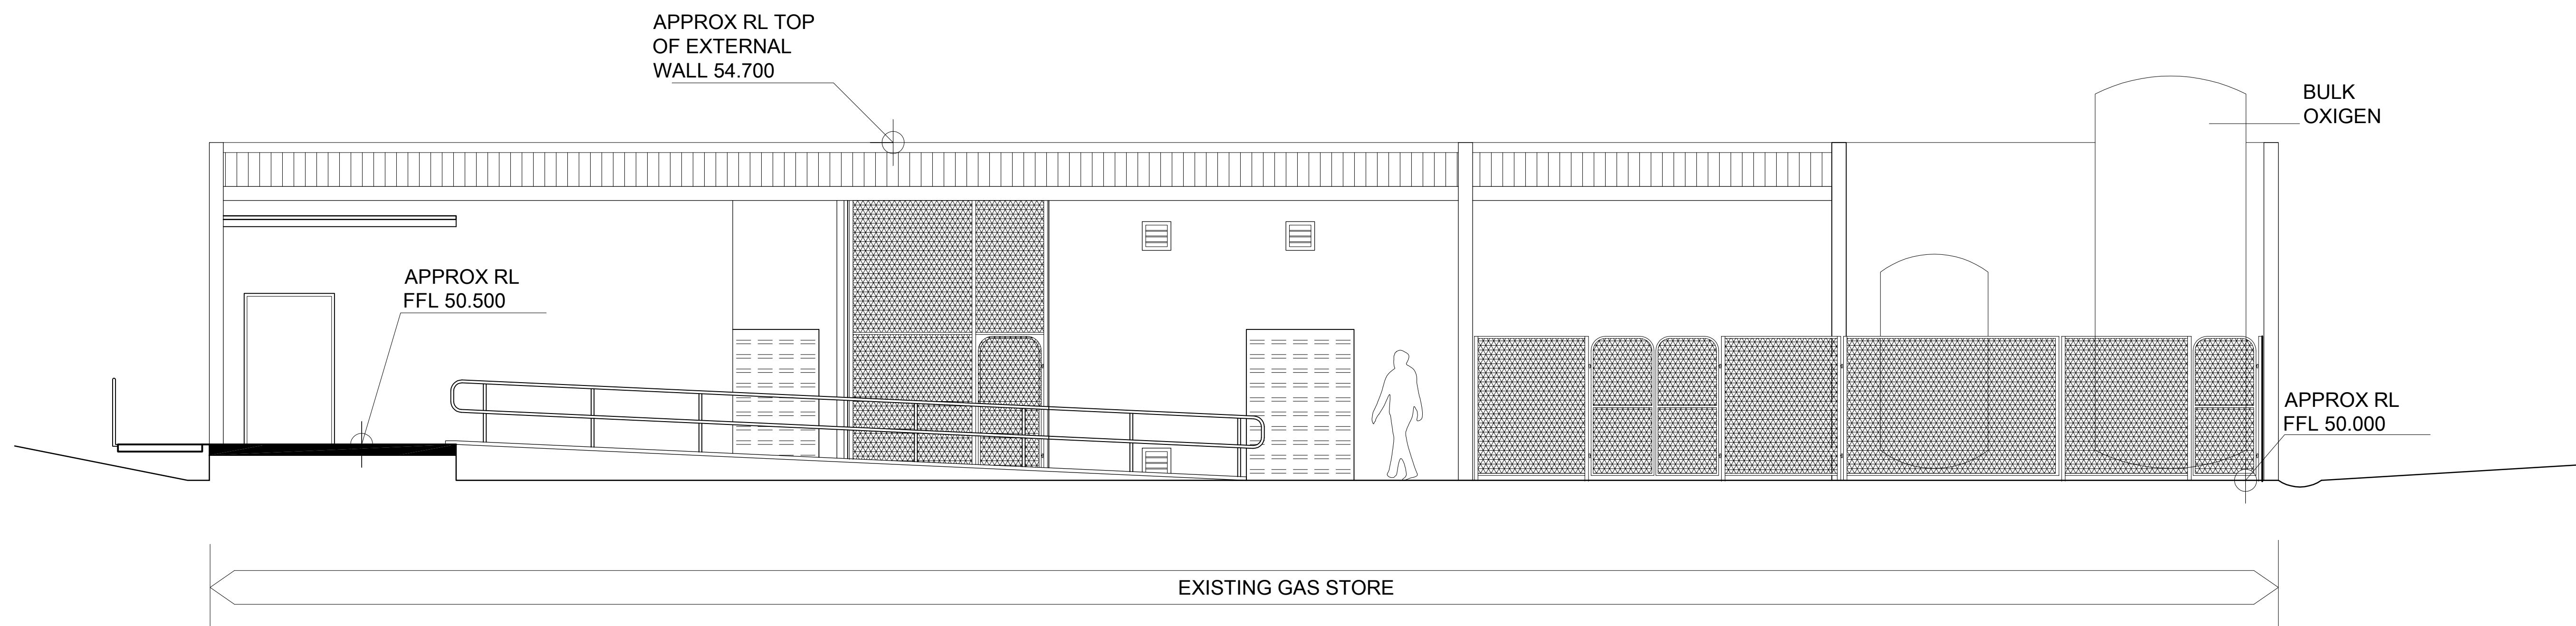 APPROX RL TOP
OF EXTERNAL
WALL 54.700
BULK
OXIGEN
APPROX RL
FFL 50.500
APPROX RL
FFL 50.000
EXISTING GAS STORE